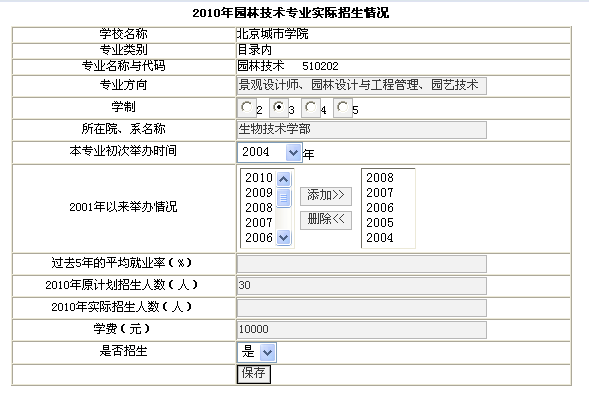 2010年园林技术专业实际招生情况
学校名称 北京城市学院
专业类别 目录内
专业名称与代码 园林技术 510202
专业方向 景观设计师、园林设计与工程管理、园艺技术
学制 2 3 4 5
所在院、系名称 生物技术学部
本专业初次举办时间 2004 年
2001年以来举办情况
2010
2009
2008
2007
2006
添加>>
删除<<
2008
2007
2006
2005
2004
过去5年的平均就业率(%)
2010年原计划招生人数(人) 30
2010年实际招生人数(人)
学费(元) 10000
是否招生 是
保存